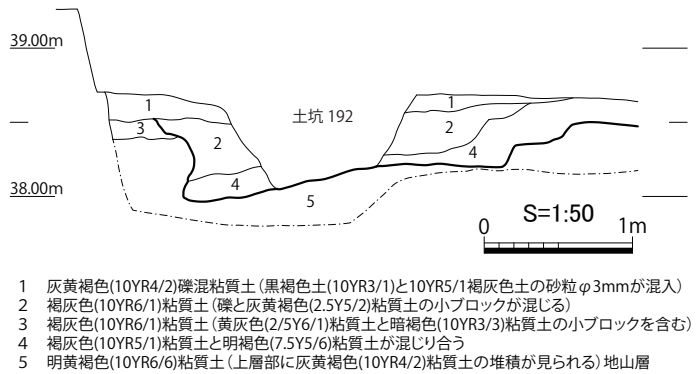 39.00m
1
1
3
2
土坑 192
2
4
4
5
38.00m
S=1:50
0
1m
1 灰黄褐色(10YR4/2)礫混粘質土（黒褐色土(10YR3/1)と10YR5/1褐灰色土の砂粒φ3mmが混入）
2 褐灰色(10YR6/1)粘質土（礫と灰黄褐色(2.5Y5/2)粘質土の小ブロックが混じる）
3 褐灰色(10YR6/1)粘質土（黄灰色(2/5Y6/1)粘質土と暗褐色(10YR3/3)粘質土の小ブロックを含む）
4 褐灰色(10YR5/1)粘質土と明褐色(7.5Y5/6)粘質土が混じり合う
5 明黄褐色(10YR6/6)粘質土（上層部に灰黄褐色(10YR4/2)粘質土の堆積が見られる）地山層